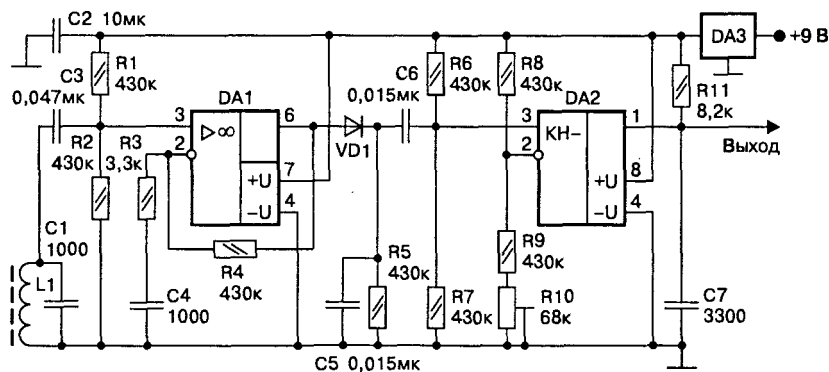 C2 10мк
R1
430к
C3
0,047мк
R2
430к
R3
3,3к
C1
1000
L1
C4
1000
DA1
▷∞
3
2
6
7
4
+U
-U
R4
430к
VD1
C5 0,015мк
R5
430к
C6
0,015мк
R6
430к
R7
430к
R8
430к
R9
430к
R10
68к
DA2
КН-
3
2
1
8
4
+U
-U
DA3
+9 В
R11
8,2к
Выход
C7
3300